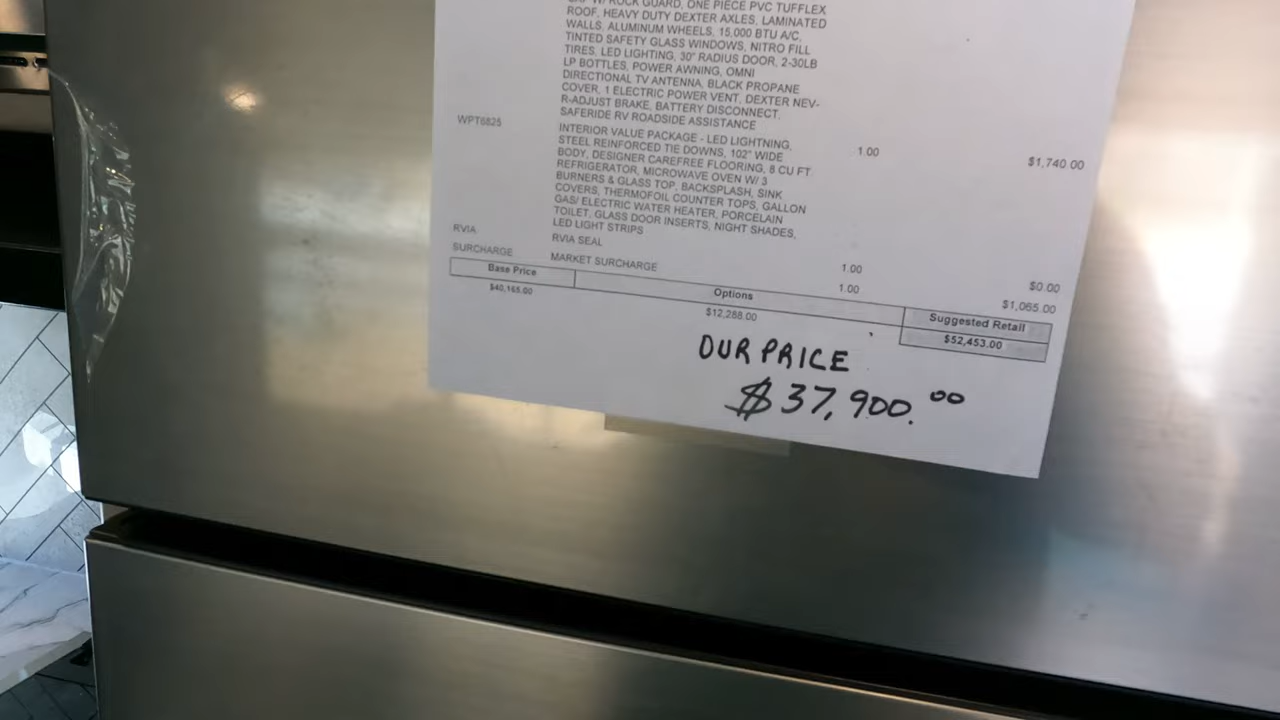 W/ ROCK GUARD, ONE PIECE PVC TUFFLEX
ROOF, HEAVY DUTY DEXTER AXLES, LAMINATED
WALLS, ALUMINUM WHEELS, 15,000 BTU A/C,
TINTED SAFETY GLASS WINDOWS, NITRO FILL
TIRES, LED LIGHTING, 30" RADIUS DOOR, 2-30LB
LP BOTTLES, POWER AWNING, OMNI
DIRECTIONAL TV ANTENNA, BLACK PROPANE
COVER, 1 ELECTRIC POWER VENT, DEXTER NEV-
R-ADJUST BRAKE, BATTERY DISCONNECT,
SAFERIDE RV ROADSIDE ASSISTANCE
WPT6825 INTERIOR VALUE PACKAGE - LED LIGHTNING, 1.00 $1,740.00
STEEL REINFORCED TIE DOWNS, 102" WIDE
BODY, DESIGNER CAREFREE FLOORING, 8 CU FT
REFRIGERATOR, MICROWAVE OVEN W/ 3
BURNERS & GLASS TOP, BACKSPLASH, SINK
COVERS, THERMOFOIL COUNTER TOPS, GALLON
GAS/ ELECTRIC WATER HEATER, PORCELAIN
TOILET, GLASS DOOR INSERTS, NIGHT SHADES,
LED LIGHT STRIPS
RVIA RVIA SEAL 1.00 $0.00
SURCHARGE MARKET SURCHARGE 1.00 $1,065.00
Base Price Options Suggested Retail
$40,165.00 $12,288.00 $52,453.00
OUR PRICE
$37,900.00